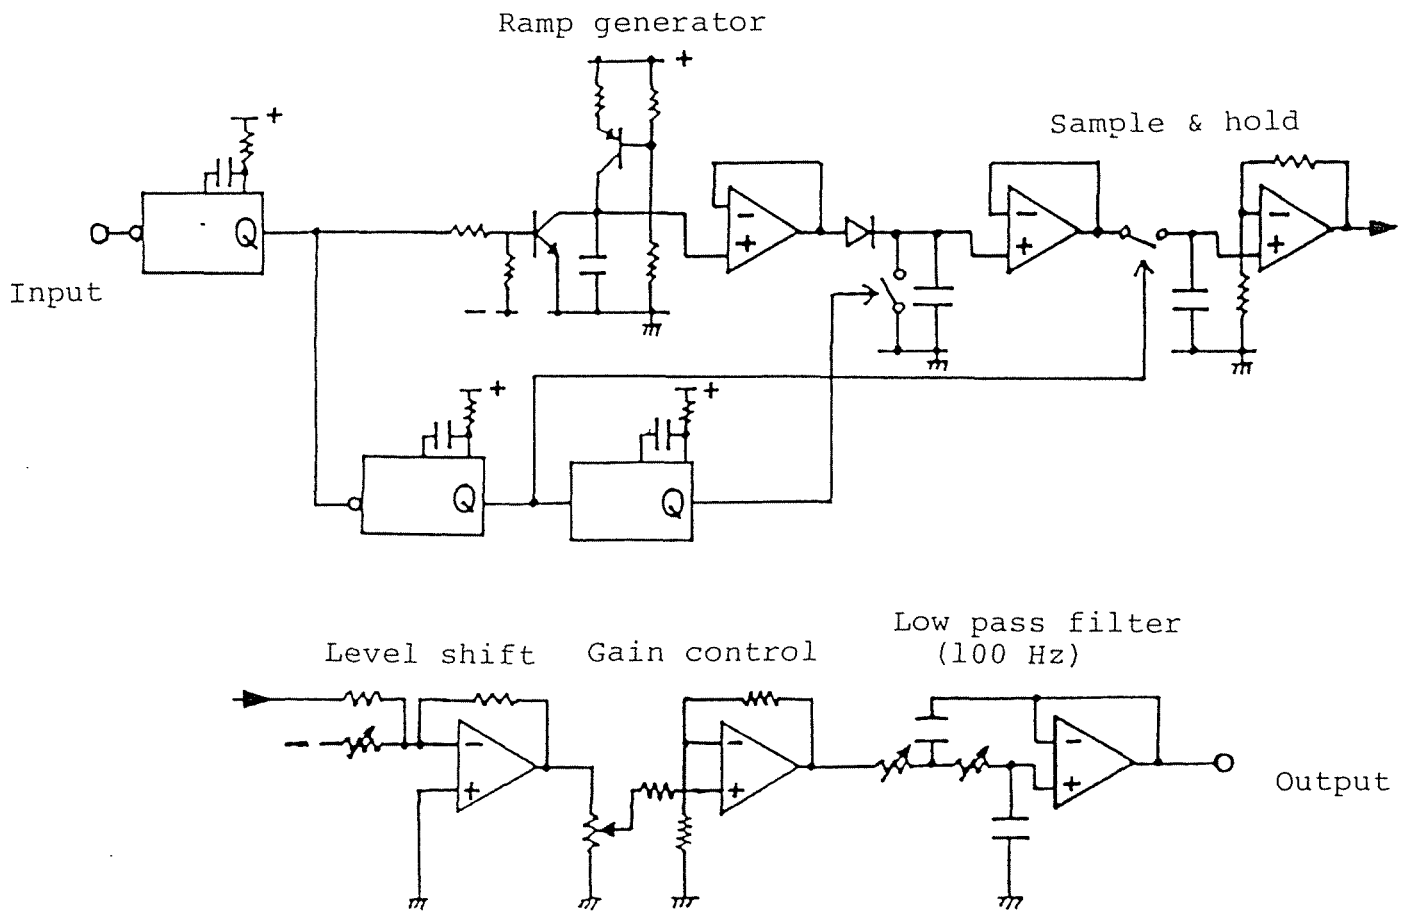 Ramp generator
+
+
Sample & hold
Q
-
+
-
+
-
+
Input
-
+
+
Q
Q
Low pass filter
(100 Hz)
Level shift
Gain control
-
-
+
-
+
-
+
Output